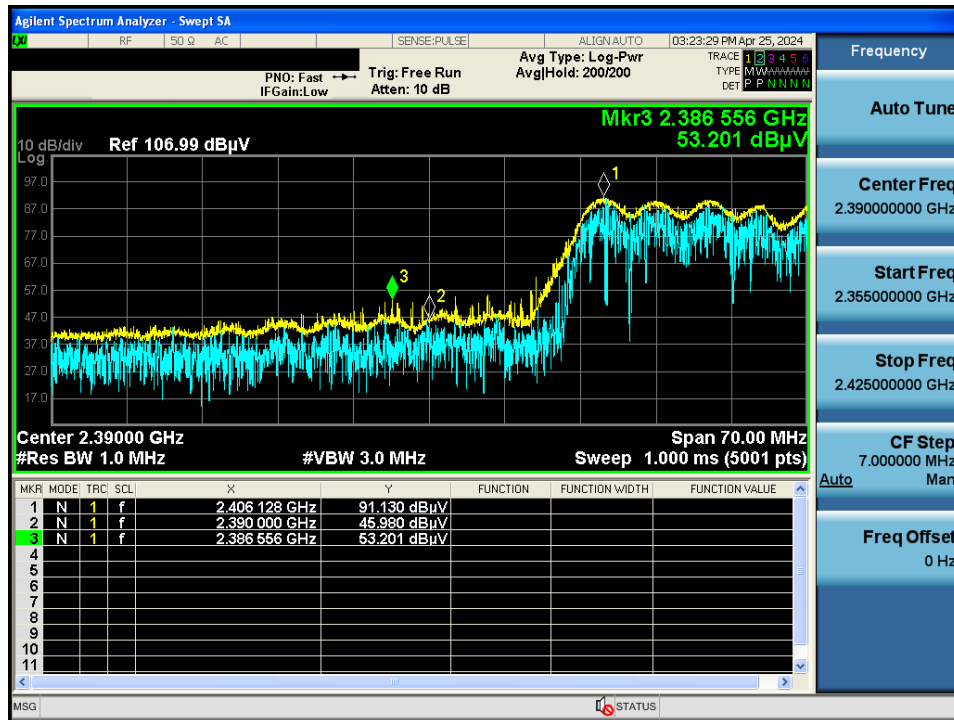 Agilent Spectrum Analyzer - Swept SA
LXI RF 50 Ω AC SENSE:PULSE ALIGN AUTO 03:23:29 PM Apr 25, 2024
PNO: Fast Trig: Free Run Avg Type: Log-Pwr TRACE 1 2 3 4 5 6
IFGain:Low Atten: 10 dB Avg|Hold: 200/200 TYPE M W W W W W
DET P P N N N N
Mkr3 2.386 556 GHz
53.201 dBµV
10 dB/div Ref 106.99 dBµV
Log
97.0
87.0
77.0
67.0
57.0
47.0
37.0
27.0
17.0
1
3
2
Center 2.39000 GHz Span 70.00 MHz
#Res BW 1.0 MHz #VBW 3.0 MHz Sweep 1.000 ms (5001 pts)
MKR MODE TRC SCL X Y FUNCTION FUNCTION WIDTH FUNCTION VALUE
1 N 1 f 2.406 128 GHz 91.130 dBµV
2 N 1 f 2.390 000 GHz 45.980 dBµV
3 N 1 f 2.386 556 GHz 53.201 dBµV
4
5
6
7
8
9
10
11
MSG STATUS
Frequency
Auto Tune
Center Freq
2.390000000 GHz
Start Freq
2.355000000 GHz
Stop Freq
2.425000000 GHz
CF Step
7.000000 MHz
Auto Man
Freq Offset
0 Hz